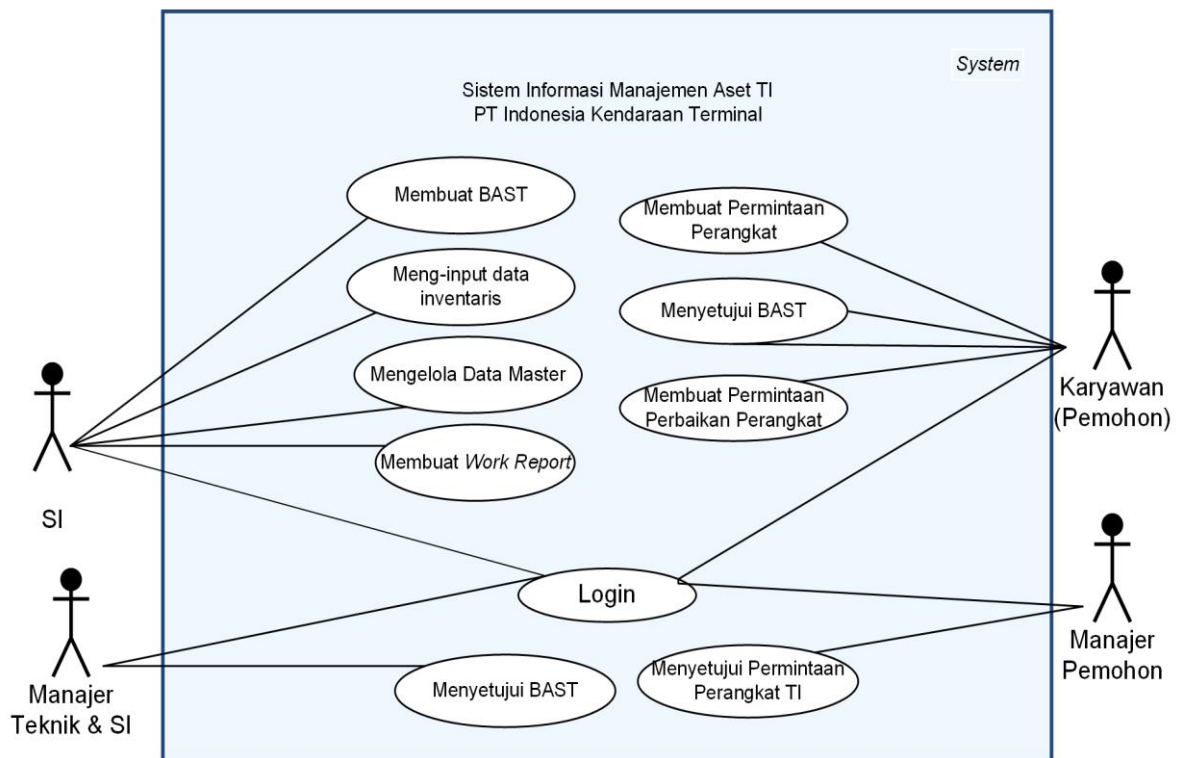 System
Sistem Informasi Manajemen Aset TI
PT Indonesia Kendaraan Terminal
Membuat BAST
Meng-input data
inventaris
Mengelola Data Master
Membuat Work Report
Membuat Permintaan
Perangkat
Menyetujui BAST
Membuat Permintaan
Perbaikan Perangkat
Karyawan
(Pemohon)
SI
Login
Manajer
Teknik & SI
Menyetujui BAST
Menyetujui Permintaan
Perangkat TI
Manajer
Pemohon